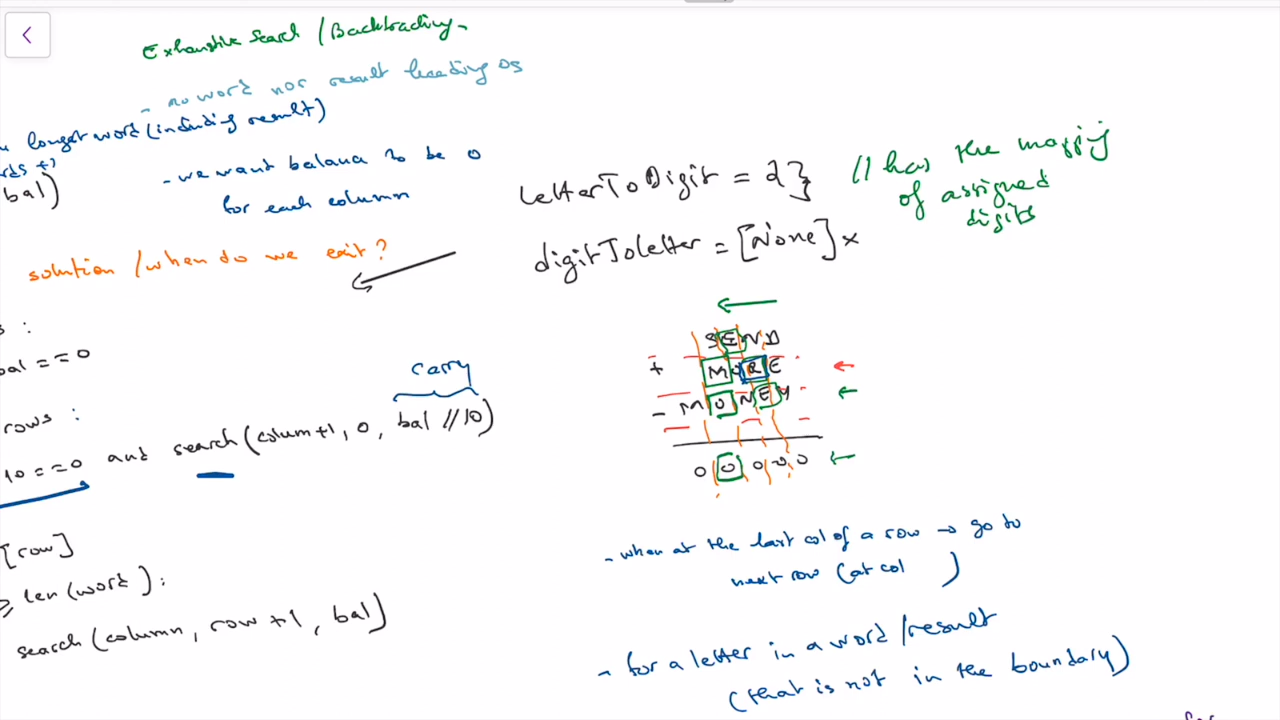 Exhaustive Search / Backtracking
- no word nor result leading 0s
longest word (including result)
bal)
- we want balance to be 0
for each column
letterToDigit = { }
// has the mapping
of assigned
digits
digitToLetter = [None] x
solution / when do we exit?
s :
bal == 0
SEND
+ MORE
- MONEY
0 0 0 0 0
carry
rows :
10 == 0 and search(colum+1, 0, bal // 10)
[row]
len(word) :
search(column, row +1, bal)
- when at the last col of a row → go to
next row (at col )
- for a letter in a word / result
(that is not in the boundary)